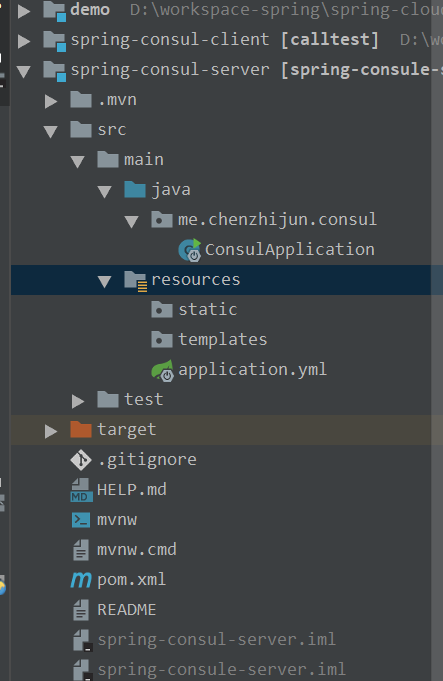 demo D:\workspace-spring\spring-cloud
spring-consul-client [calltest] D:\w
spring-consul-server [spring-consule-s
.mvn
src
main
java
me.chenzhijun.consul
ConsulApplication
resources
static
templates
application.yml
test
target
.gitignore
HELP.md
mvnw
mvnw.cmd
pom.xml
README
spring-consul-server.iml
spring-consule-server.iml